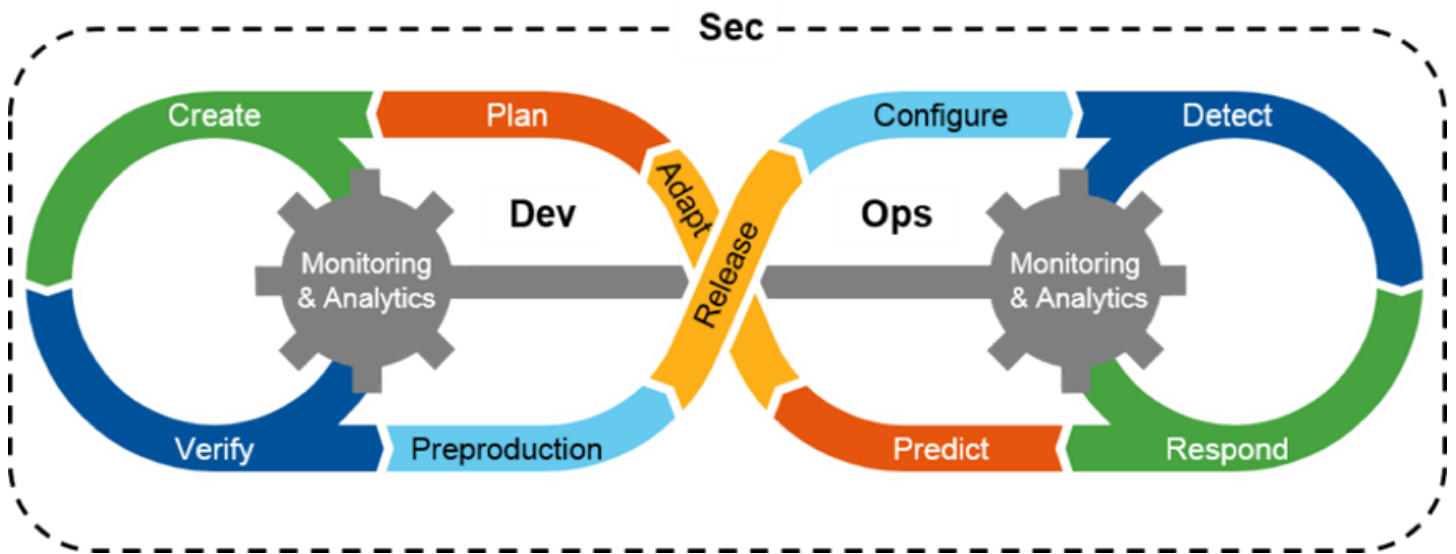 Sec
Create
Plan
Configure
Detect
Adapt
Dev
Ops
Release
Monitoring
& Analytics
Monitoring
& Analytics
Verify
Preproduction
Predict
Respond